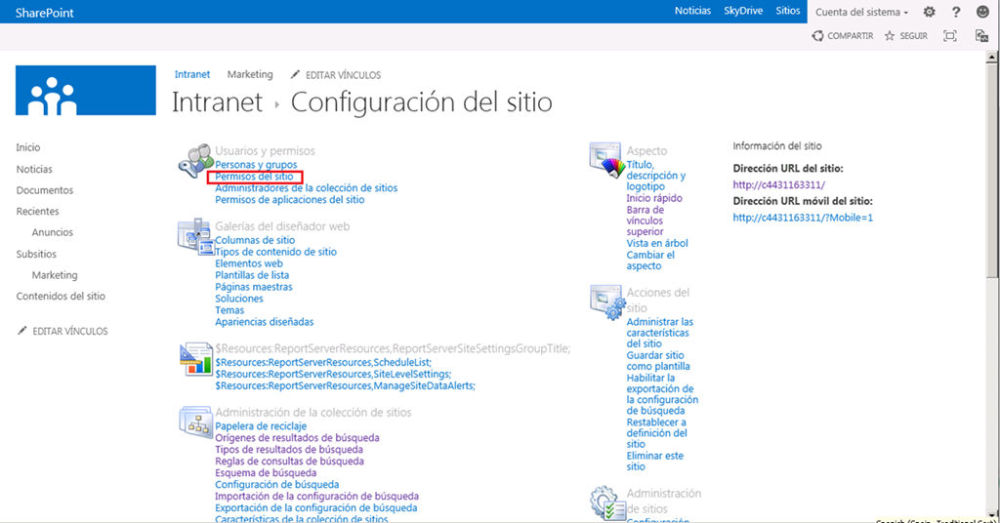 SharePoint
Noticias SkyDrive Sitios Cuenta del sistema
COMPARTIR SEGUIR
Intranet Marketing EDITAR VÍNCULOS
Intranet Configuración del sitio
Inicio
Noticias
Documentos
Recientes
Anuncios
Subsitios
Marketing
Contenidos del sitio
EDITAR VÍNCULOS
Usuarios y permisos
Personas y grupos
Permisos del sitio
Administradores de la colección de sitios
Permisos de aplicaciones del sitio
Galerías del diseñador web
Columnas de sitio
Tipos de contenido de sitio
Elementos web
Plantillas de lista
Páginas maestras
Soluciones
Temas
Apariencias diseñadas
$Resources:ReportServerResources,ReportServerSiteSettingsGroupTitle;
$Resources:ReportServerResources,ScheduleList;
$Resources:ReportServerResources,SiteLevelSettings;
$Resources:ReportServerResources,ManageSiteDataAlerts;
Administración de la colección de sitios
Papelera de reciclaje
Orígenes de resultados de búsqueda
Tipos de resultados de búsqueda
Reglas de consultas de búsqueda
Esquema de búsqueda
Configuración de búsqueda
Importación de la configuración de búsqueda
Exportación de la configuración de búsqueda
Características de la colección de sitios
Aspecto
Título,
descripción y
logotipo
Inicio rápido
Barra de
vínculos
superior
Vista en árbol
Cambiar el
aspecto
Acciones del
sitio
Administrar las
características
del sitio
Guardar sitio
como plantilla
Habilitar la
exportación de
la configuración
de búsqueda
Restablecer a
definición del
sitio
Eliminar este
sitio
Administración
de sitios
Configuración
Información del sitio
Dirección URL del sitio:
http://c4431163311/
Dirección URL móvil del sitio:
http://c4431163311/?Mobile=1